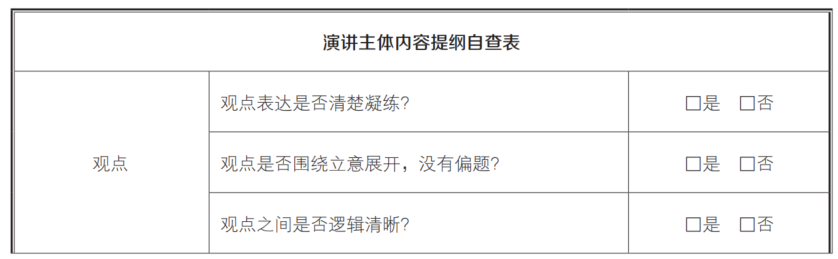 演讲主体内容提纲自查表
观点
观点表达是否清楚凝练?
□是 □否
观点是否围绕立意展开，没有偏题?
□是 □否
观点之间是否逻辑清晰?
□是 □否